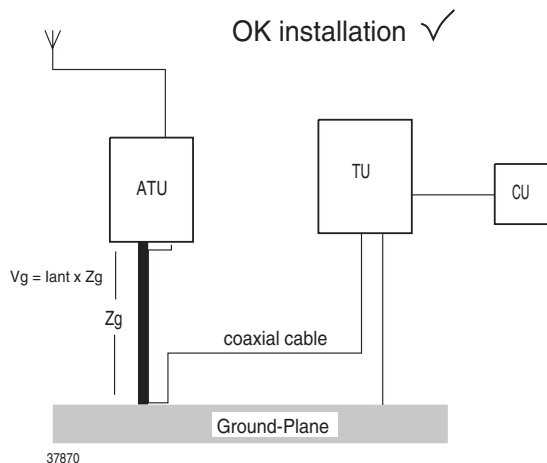 OK installation ✓
ATU
TU
CU
Vg = Iant x Zg
Zg
coaxial cable
Ground-Plane
37870